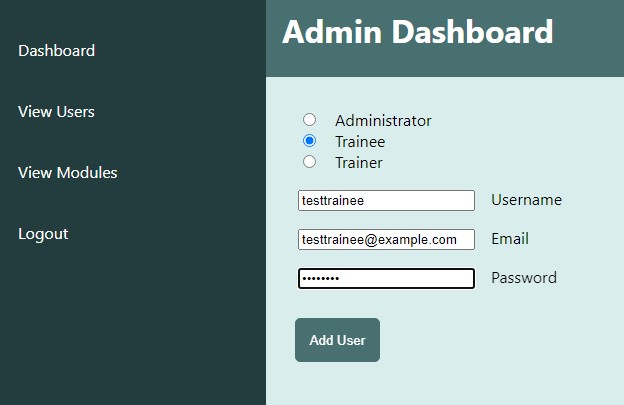 Dashboard
View Users
View Modules
Logout
Admin Dashboard
Administrator
Trainee
Trainer
testtrainee Username
testtrainee@example.com Email
•••••••• Password
Add User